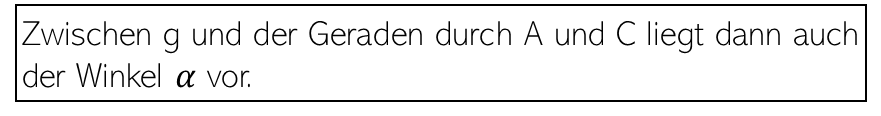 Zwischen g und der Geraden durch A und C liegt dann auch
der Winkel α vor.